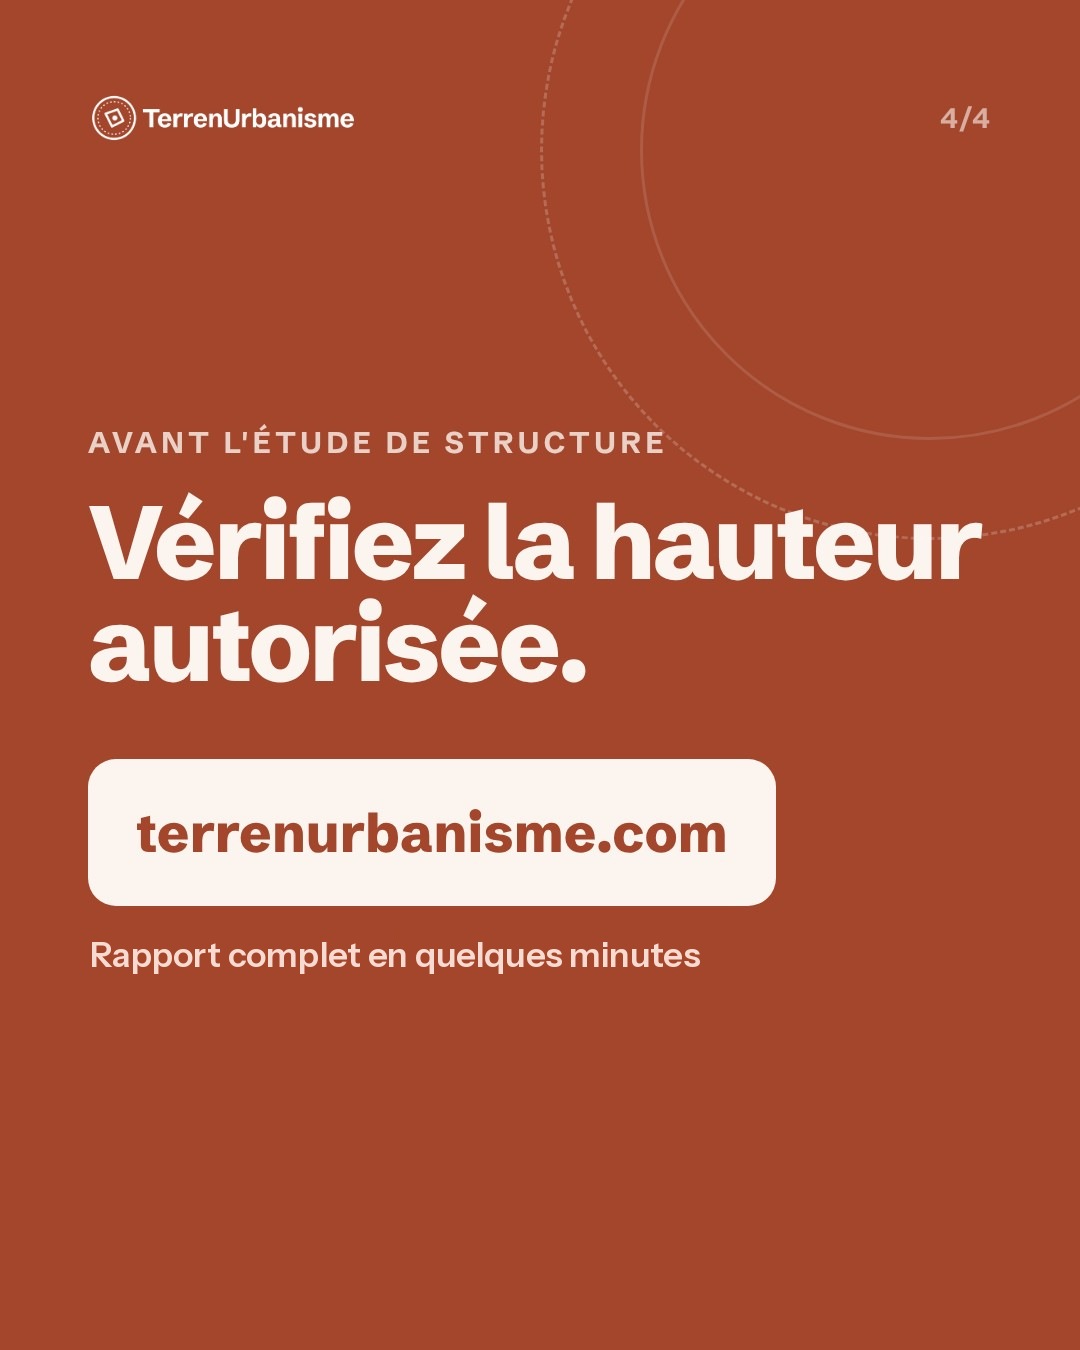 TerrenUrbanisme
4/4
AVANT L'ÉTUDE DE STRUCTURE
Vérifiez la hauteur
autorisée.
terrenurbanisme.com
Rapport complet en quelques minutes